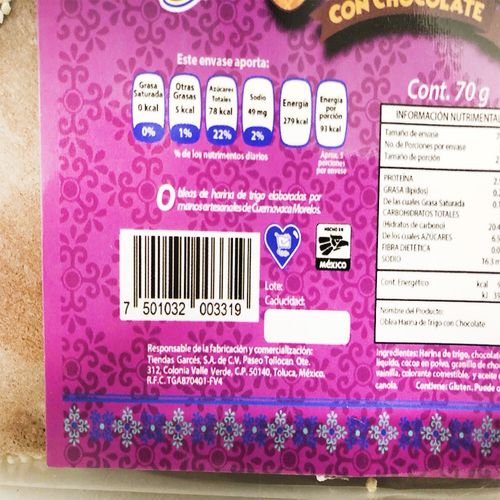 CON CHOCOLATE
Cont. 70 g
Este envase aporta:
Grasa Saturada 0 kcal 0%
Otras Grasas 5 kcal 1%
Azúcares Totales 78 kcal 22%
Sodio 49 mg 2%
Energía 279 kcal
Energía por porción 93 kcal
% de los nutrimentos diarios
Aprox. 3 porciones por envase
Obleas de harina de trigo elaboradas por
manos artesanales de Cuernavaca Morelos.
HECHO EN
MÉXICO
Lote:
Caducidad:
7 501032 003319
Responsable de la fabricación y comercialización:
Tiendas Garcés, S.A. de C.V. Paseo Tollocan. Ote.
312, Colonia Valle Verde, C.P. 50140, Toluca, México.
R.F.C. TGA870401-FV4
INFORMACIÓN NUTRIMENTAL
Tamaño de envase
No. de Porciones por envase
Tamaño de porción
PROTEINA
GRASA (lípidos)
De las cuales Grasa Saturada
CARBOHIDRATOS TOTALES
(Hidratos de carbono) 20.4
De los cuales AZUCARES
FIBRA DIETÉTICA
SODIO 16.3
Cont. Energético kcal
kJ
Nombre del Producto:
Oblea Harina de Trigo con Chocolate
Ingredientes: Harina de trigo, chocolate
líquido, cocoa en polvo, granillo de choc
vainilla, colorante comestible, y aceite
canola. Contiene: Gluten. Puede c